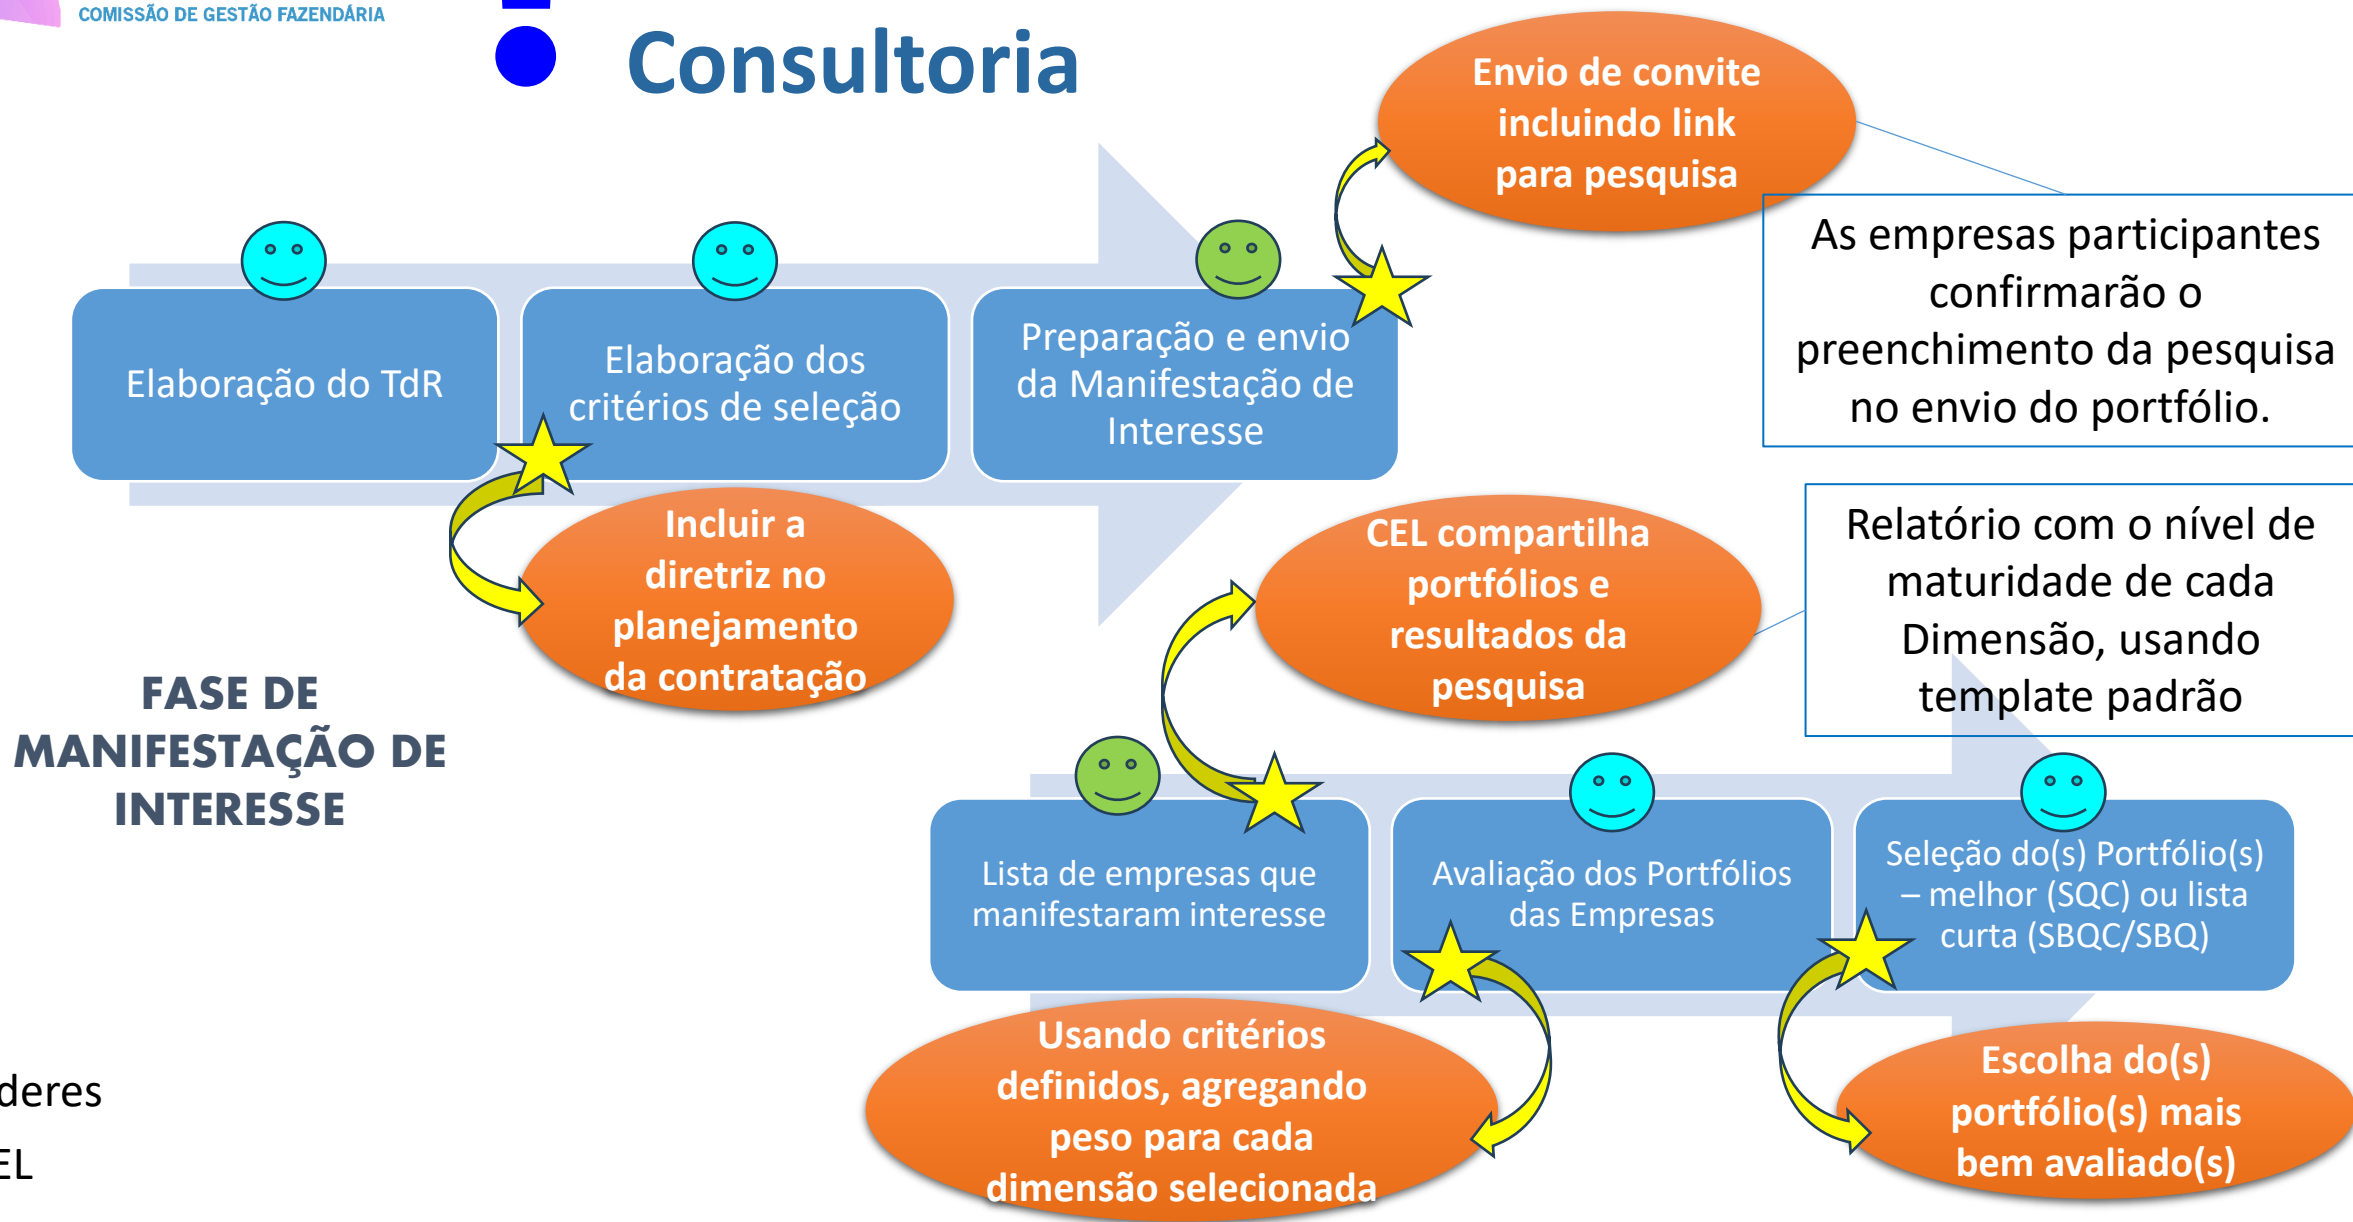 COMISSÃO DE GESTÃO FAZENDÁRIA
Consultoria
Envio de convite
incluindo link
para pesquisa
As empresas participantes
confirmarão o
preenchimento da pesquisa
no envio do portfólio.
Elaboração do TdR
Elaboração dos
critérios de seleção
Preparação e envio
da Manifestação de
Interesse
Incluir a
diretriz no
planejamento
da contratação
CEL compartilha
portfólios e
resultados da
pesquisa
Relatório com o nível de
maturidade de cada
Dimensão, usando
template padrão
FASE DE
MANIFESTAÇÃO DE
INTERESSE
Lista de empresas que
manifestaram interesse
Avaliação dos Portfólios
das Empresas
Seleção do(s) Portfólio(s)
– melhor (SQC) ou lista
curta (SBQC/SBQ)
Usando critérios
definidos, agregando
peso para cada
dimensão selecionada
Escolha do(s)
portfólio(s) mais
bem avaliado(s)
deres
EL